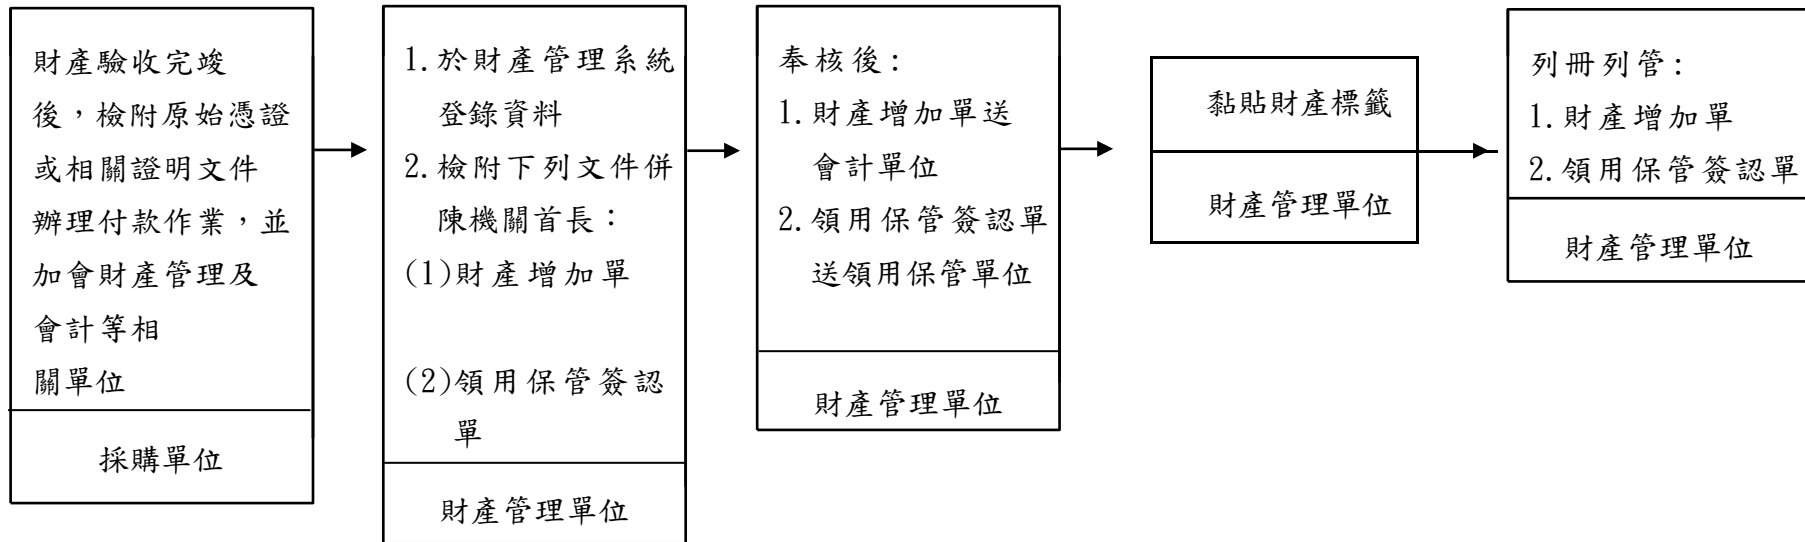 財產驗收完竣
後，檢附原始憑證
或相關證明文件
辦理付款作業，並
加會財產管理及
會計等相
關單位
採購單位
1.於財產管理系統
登錄資料
2.檢附下列文件併
陳機關首長：
(1)財產增加單
(2)領用保管簽認
單
財產管理單位
奉核後：
1.財產增加單送
會計單位
2.領用保管簽認單
送領用保管單位
財產管理單位
黏貼財產標籤
財產管理單位
列冊列管：
1.財產增加單
2.領用保管簽認單
財產管理單位